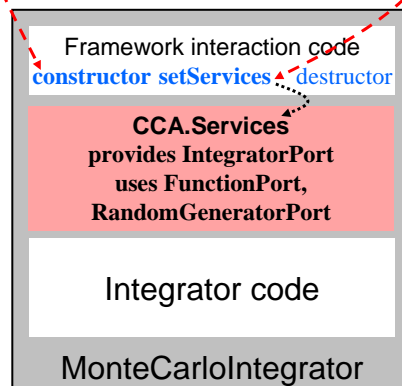 Framework interaction code
constructor setServices destructor
CCA.Services
provides IntegratorPort
uses FunctionPort,
RandomGeneratorPort
Integrator code
MonteCarloIntegrator